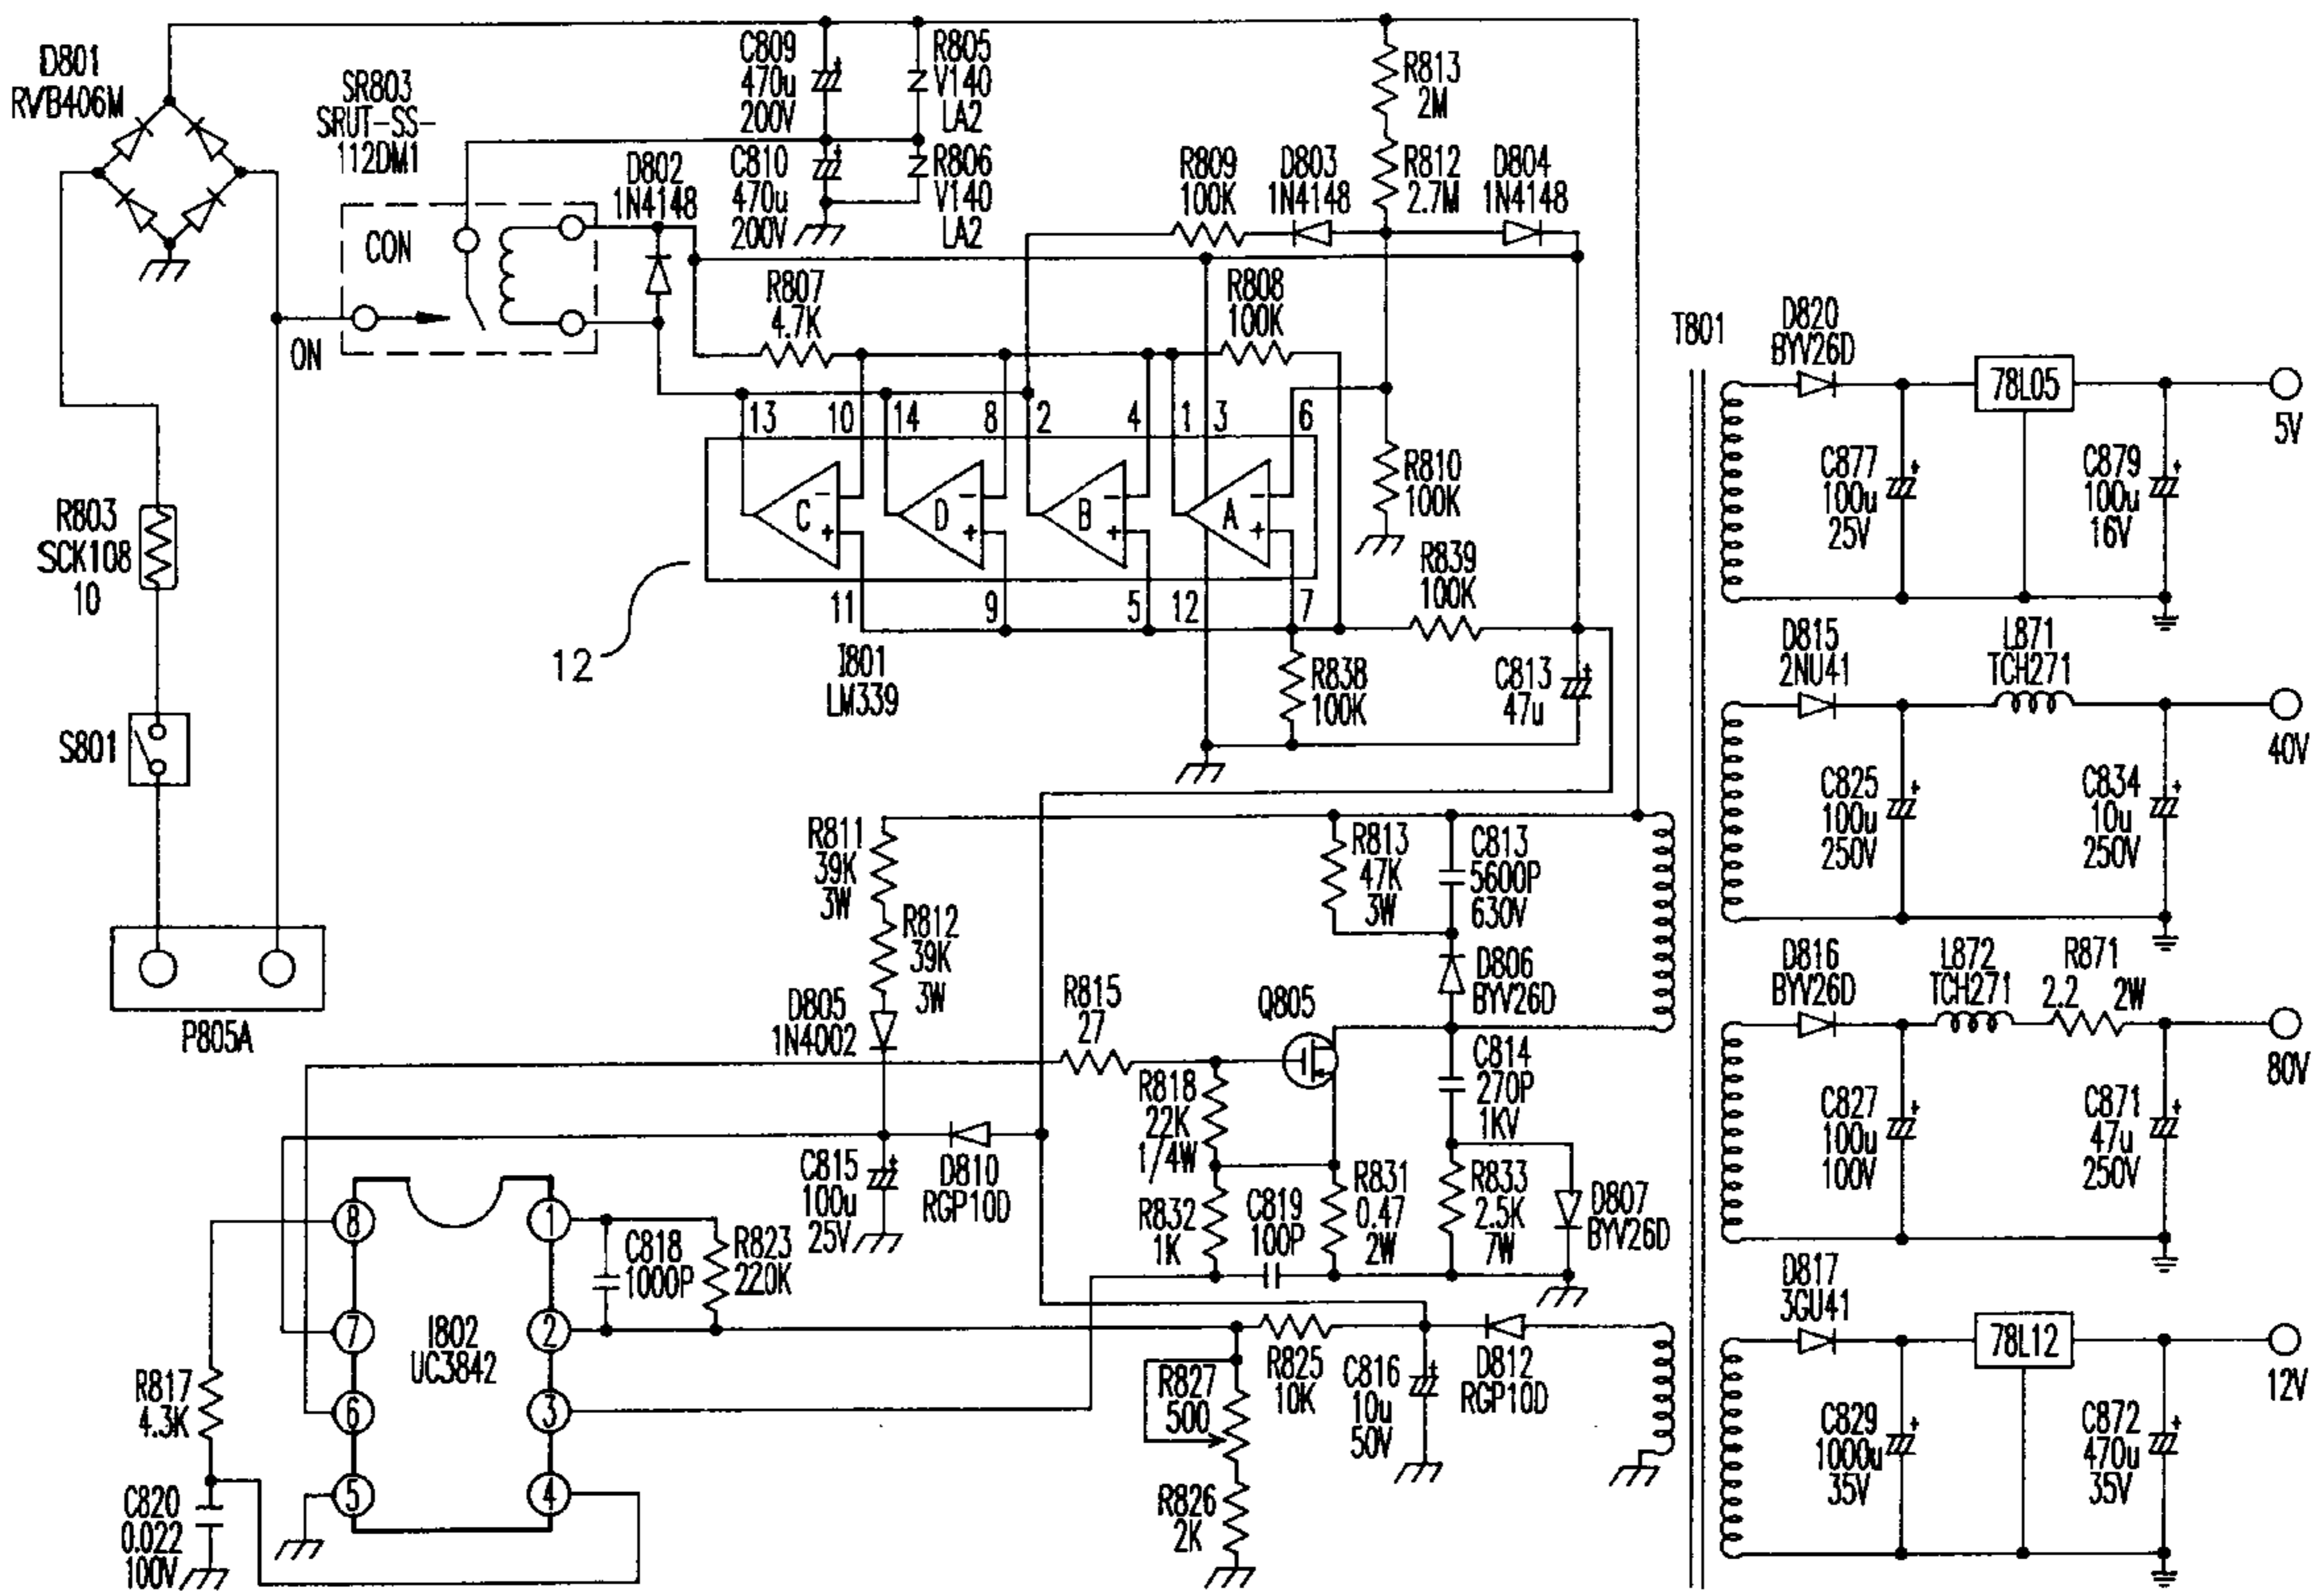 D801
RVB406M
SR803
SRUT-SS-
112DM1
CON
ON
D802
1N4148
C809
470u
200V
R805
V140
LA2
C810
470u
200V
R806
V140
LA2
R813
2M
R812
2.7M
R809
100K
D803
1N4148
D804
1N4148
R807
4.7K
R808
100K
13
10
14
8
2
4
1
3
6
C
-
+
D
-
+
B
-
+
A
-
+
11
9
5
12
7
R810
100K
R839
100K
R838
100K
C813
47u
I801
LM339
12
R803
SCK108
10
S801
P805A
T801
D820
BYV26D
78L05
5V
C877
100u
25V
C879
100u
16V
D815
2NU41
L871
TCH271
40V
C825
100u
250V
C834
10u
250V
D816
BYV26D
L872
TCH271
R871
2.2 2W
80V
C827
100u
100V
C871
47u
250V
D817
3GU41
78L12
12V
C829
1000u
35V
C872
470u
35V
R811
39K
3W
R812
39K
3W
D805
1N4002
R813
47K
3W
C813
5600P
630V
D806
BYV26D
R815
27
Q805
R818
22K
1/4W
C814
270P
1KV
C815
100u
25V
D810
RGP10D
R832
1K
C819
100P
R831
0.47
2W
R833
2.5K
7W
D807
BYV26D
8
1
7
2
6
3
5
4
I802
UC3842
C818
1000P
R823
220K
R817
4.3K
C820
0.022
100V
R827
500
R825
10K
C816
10u
50V
D812
RGP10D
R826
2K